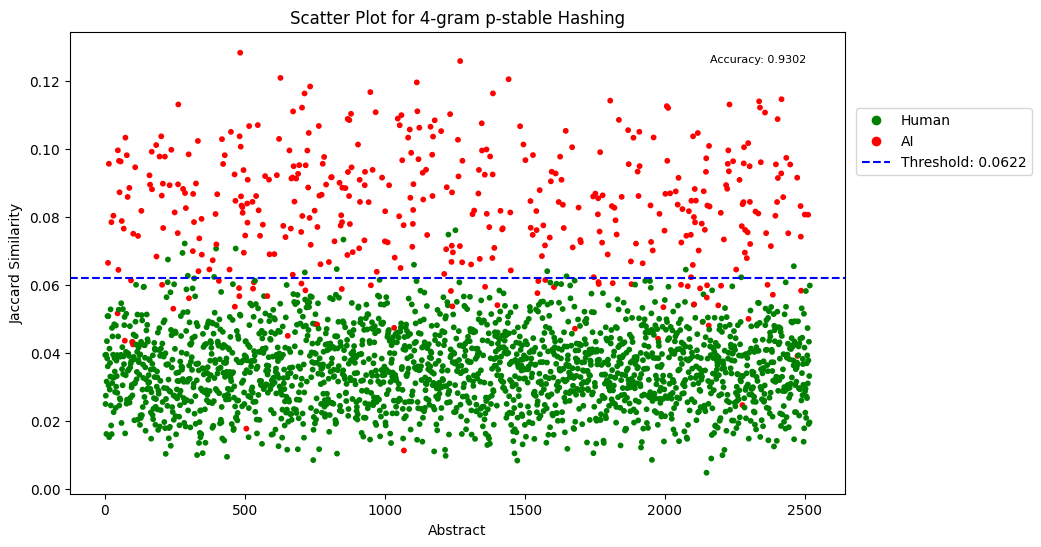 Scatter Plot for 4-gram p-stable Hashing
Accuracy: 0.9302
0.12
0.10
0.08
0.06
0.04
0.02
0.00
Jaccard Similarity
0
500
1000
1500
2000
2500
Abstract
Human
AI
Threshold: 0.0622